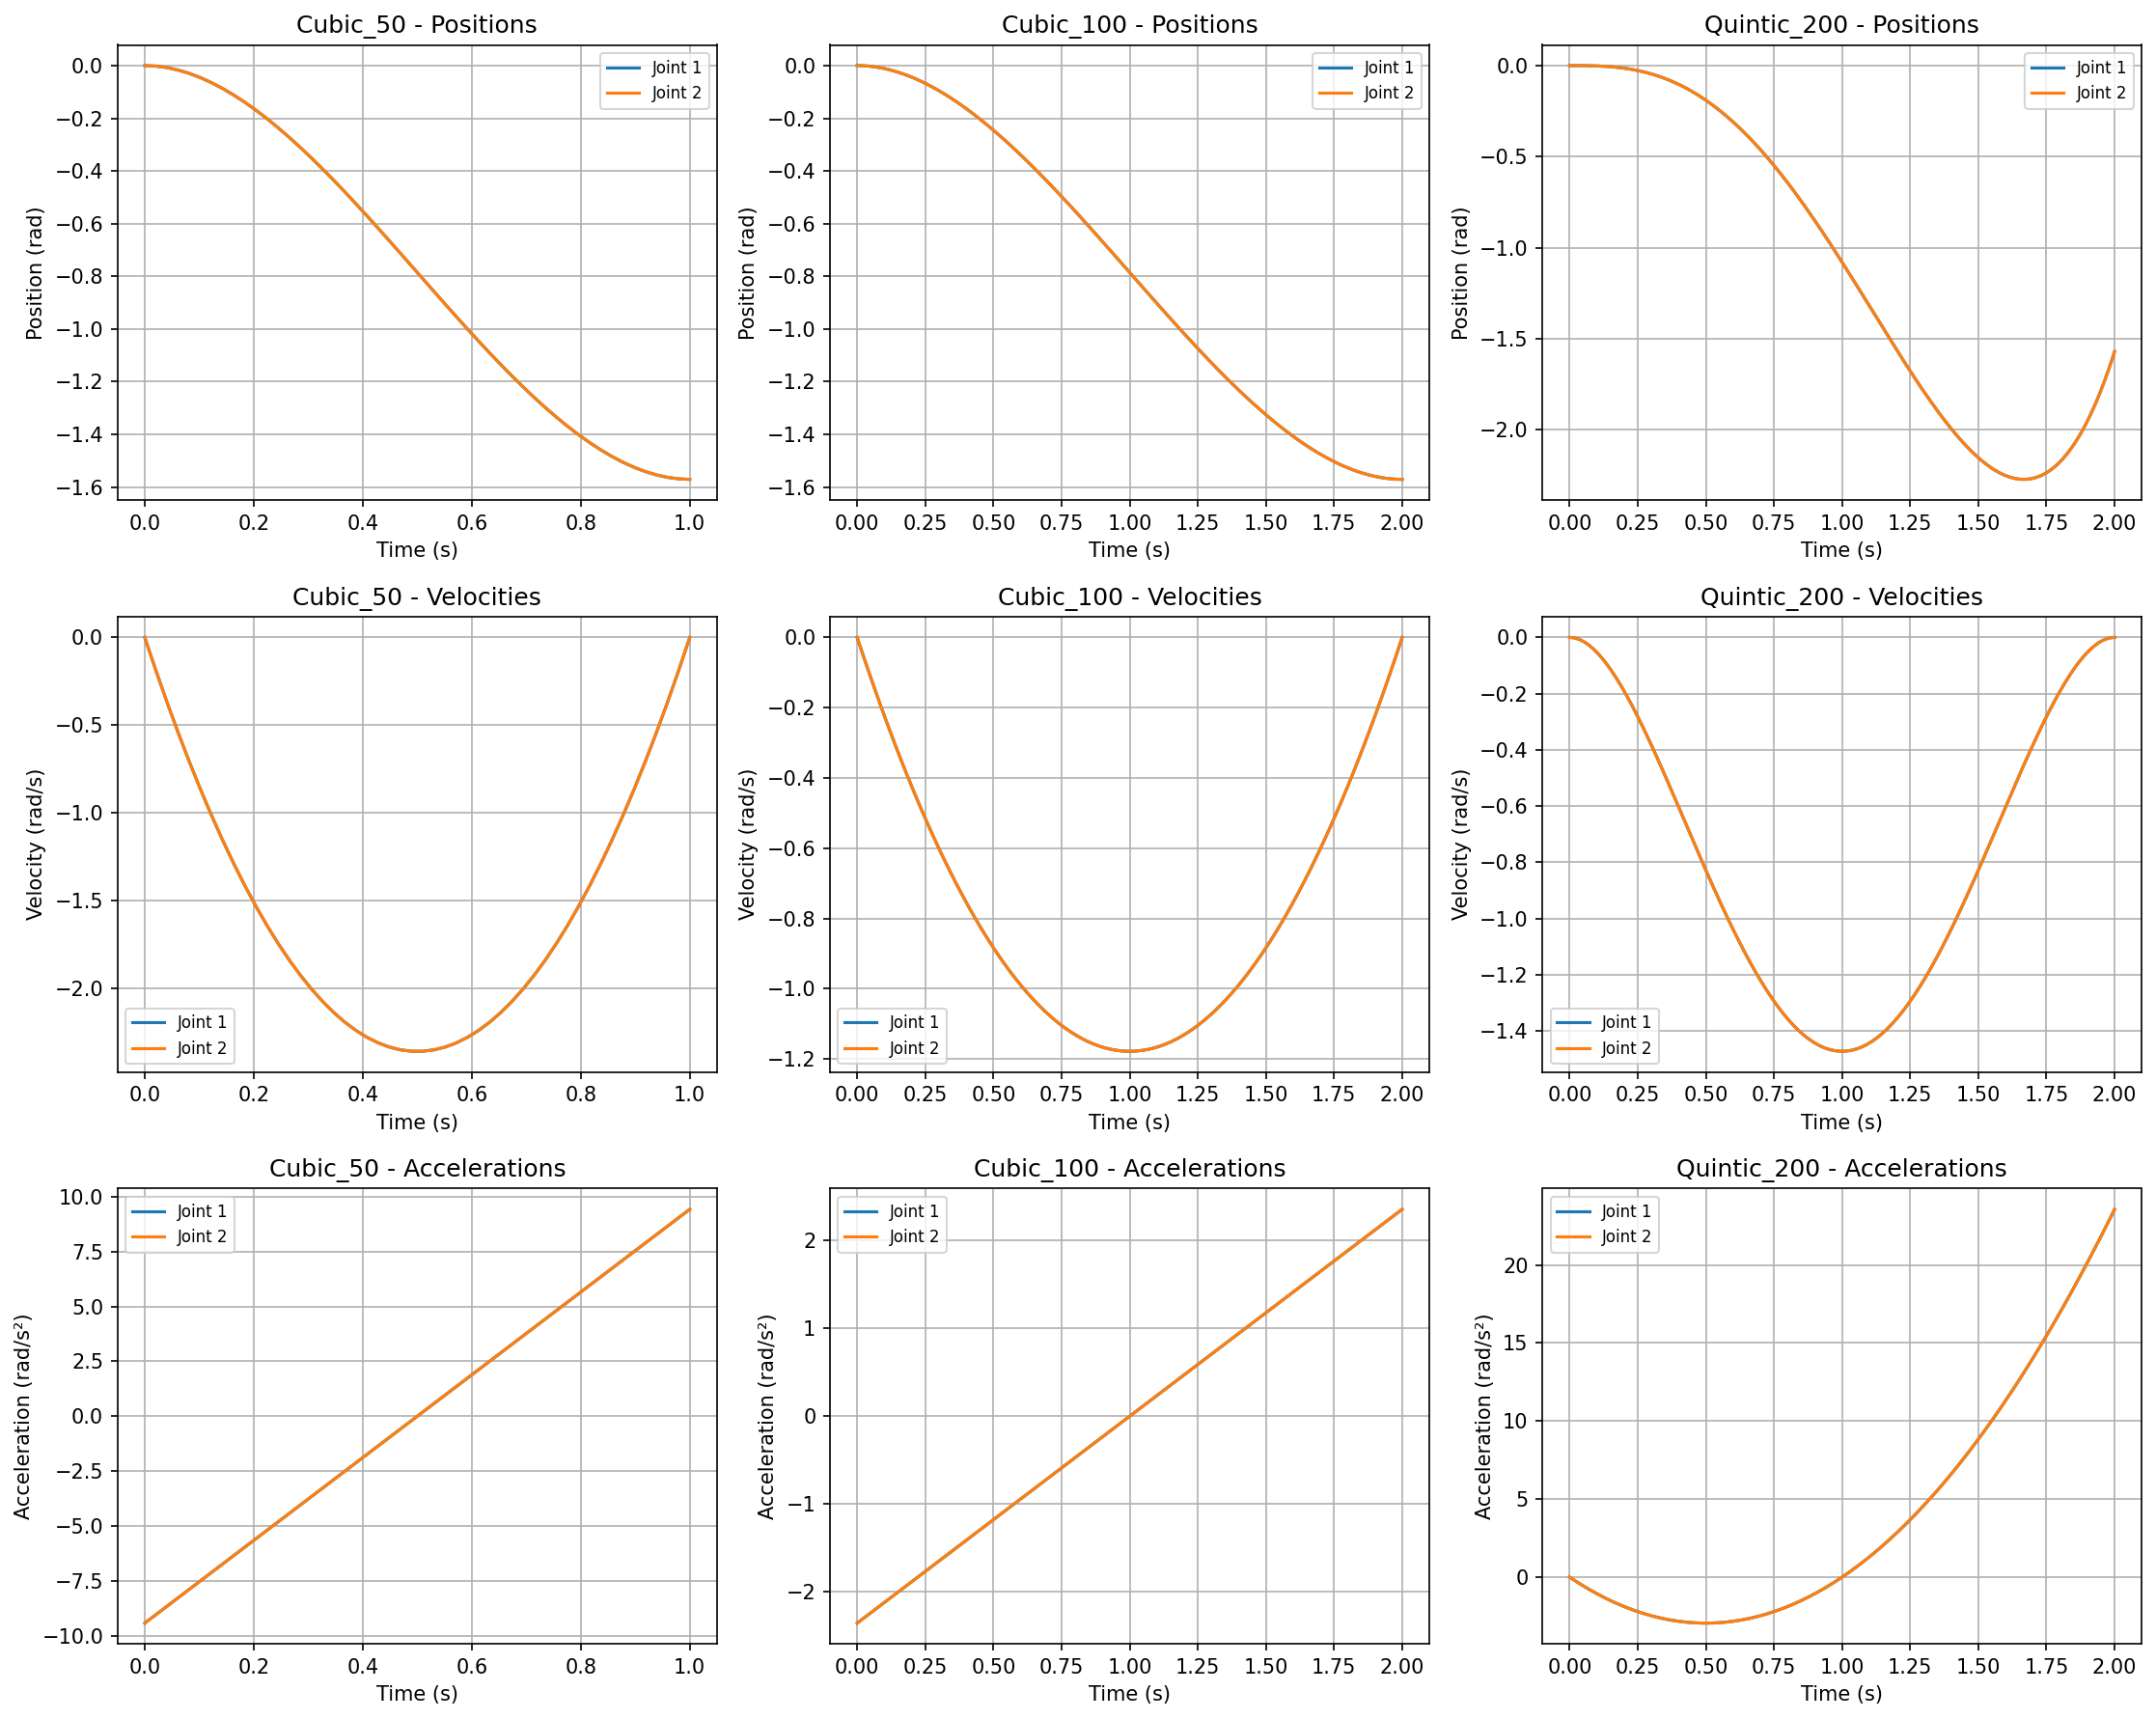 Cubic_50 - Positions
Position (rad)
0.0
−0.2
−0.4
−0.6
−0.8
−1.0
−1.2
−1.4
−1.6
Joint 1
Joint 2
0.0 0.2 0.4 0.6 0.8 1.0
Time (s)
Cubic_100 - Positions
Position (rad)
0.0
−0.2
−0.4
−0.6
−0.8
−1.0
−1.2
−1.4
−1.6
Joint 1
Joint 2
0.00 0.25 0.50 0.75 1.00 1.25 1.50 1.75 2.00
Time (s)
Quintic_200 - Positions
Position (rad)
0.0
−0.5
−1.0
−1.5
−2.0
Joint 1
Joint 2
0.00 0.25 0.50 0.75 1.00 1.25 1.50 1.75 2.00
Time (s)
Cubic_50 - Velocities
Velocity (rad/s)
0.0
−0.5
−1.0
−1.5
−2.0
Joint 1
Joint 2
0.0 0.2 0.4 0.6 0.8 1.0
Time (s)
Cubic_100 - Velocities
Velocity (rad/s)
0.0
−0.2
−0.4
−0.6
−0.8
−1.0
−1.2
Joint 1
Joint 2
0.00 0.25 0.50 0.75 1.00 1.25 1.50 1.75 2.00
Time (s)
Quintic_200 - Velocities
Velocity (rad/s)
0.0
−0.2
−0.4
−0.6
−0.8
−1.0
−1.2
−1.4
Joint 1
Joint 2
0.00 0.25 0.50 0.75 1.00 1.25 1.50 1.75 2.00
Time (s)
Cubic_50 - Accelerations
Acceleration (rad/s²)
10.0
7.5
5.0
2.5
0.0
−2.5
−5.0
−7.5
−10.0
Joint 1
Joint 2
0.0 0.2 0.4 0.6 0.8 1.0
Time (s)
Cubic_100 - Accelerations
Acceleration (rad/s²)
2
1
0
−1
−2
Joint 1
Joint 2
0.00 0.25 0.50 0.75 1.00 1.25 1.50 1.75 2.00
Time (s)
Quintic_200 - Accelerations
Acceleration (rad/s²)
20
15
10
5
0
Joint 1
Joint 2
0.00 0.25 0.50 0.75 1.00 1.25 1.50 1.75 2.00
Time (s)